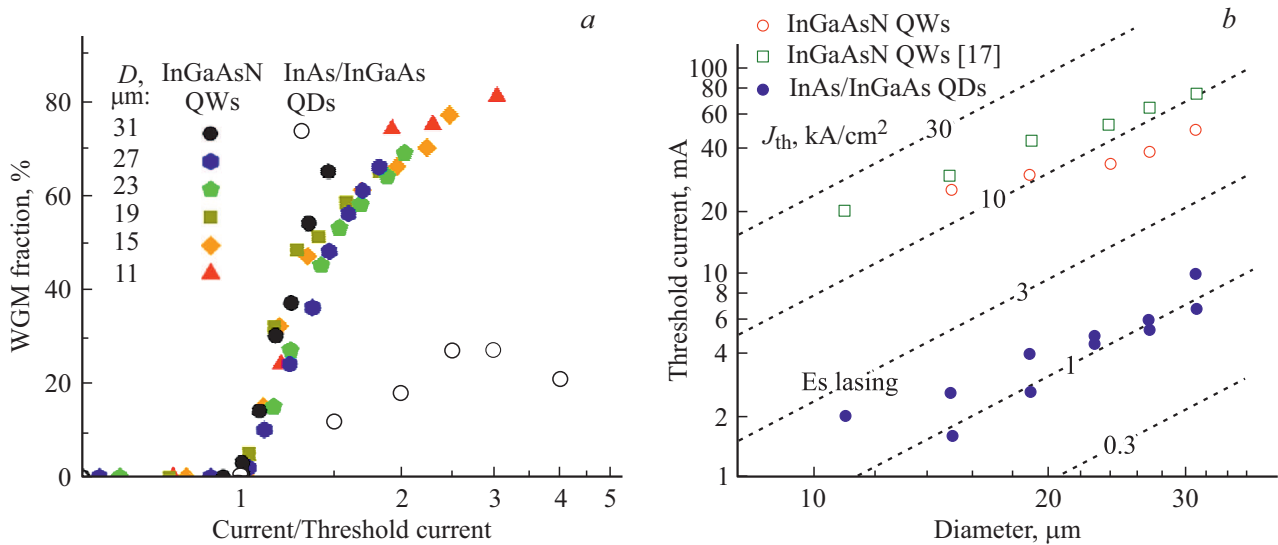 a
D,
μm:
InGaAsN
QWs
InAs/InGaAs
QDs
31
27
23
19
15
11
WGM fraction, %
80
60
40
20
0
1
2
3
4
5
Current/Threshold current
b
InGaAsN QWs
InGaAsN QWs [17]
InAs/InGaAs QDs
Jth, kA/cm²
30
10
3
1
0.3
Es lasing
Threshold current, mA
100
80
60
40
20
10
8
6
4
2
1
10
20
30
Diameter, μm